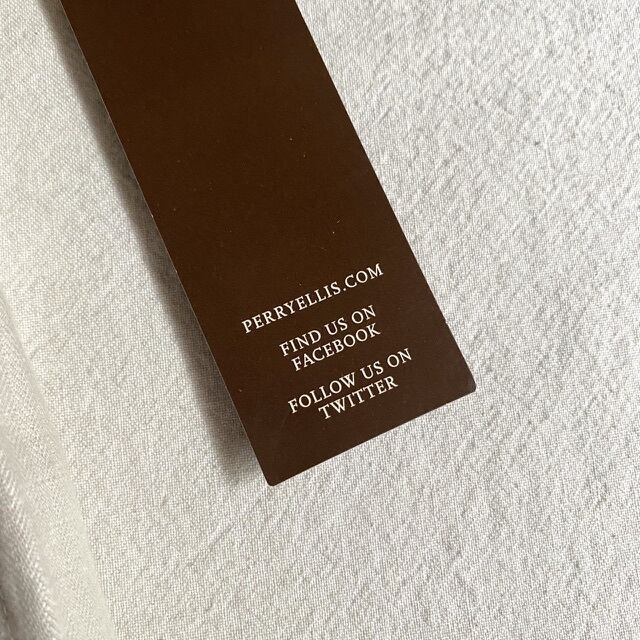 PERRYELLIS.COM
FIND US ON
FACEBOOK
FOLLOW US ON
TWITTER